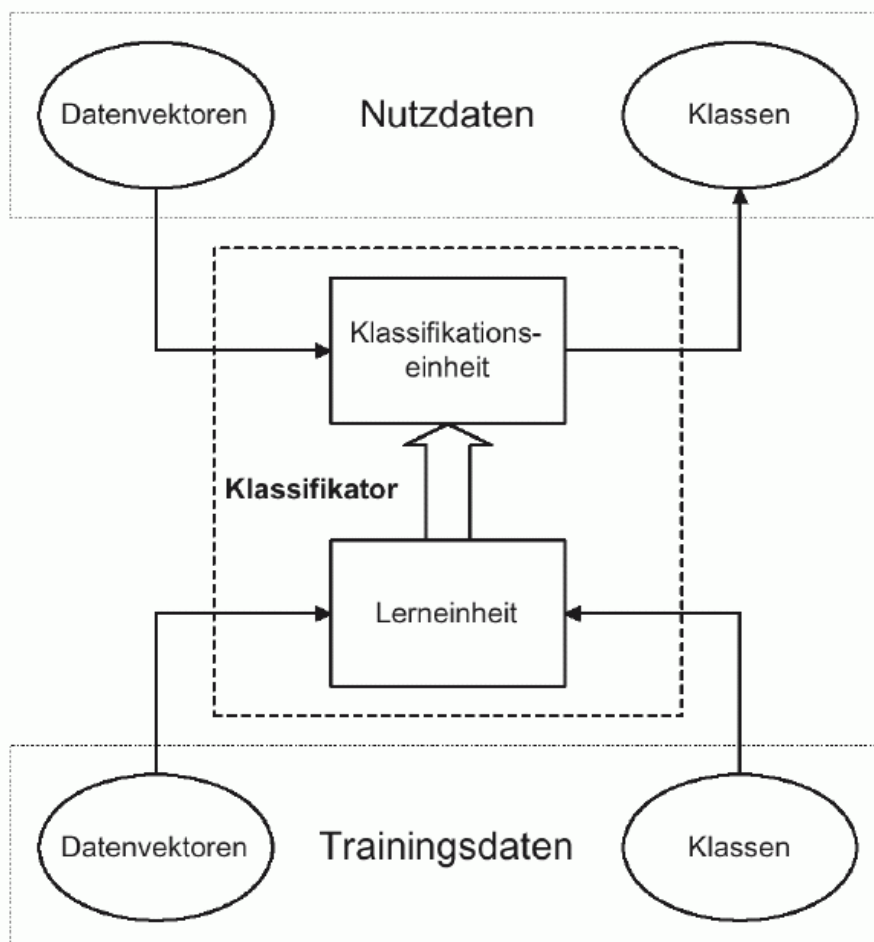 Datenvektoren
Nutzdaten
Klassen
Klassifikations-
einheit
Klassifikator
Lerneinheit
Datenvektoren
Trainingsdaten
Klassen